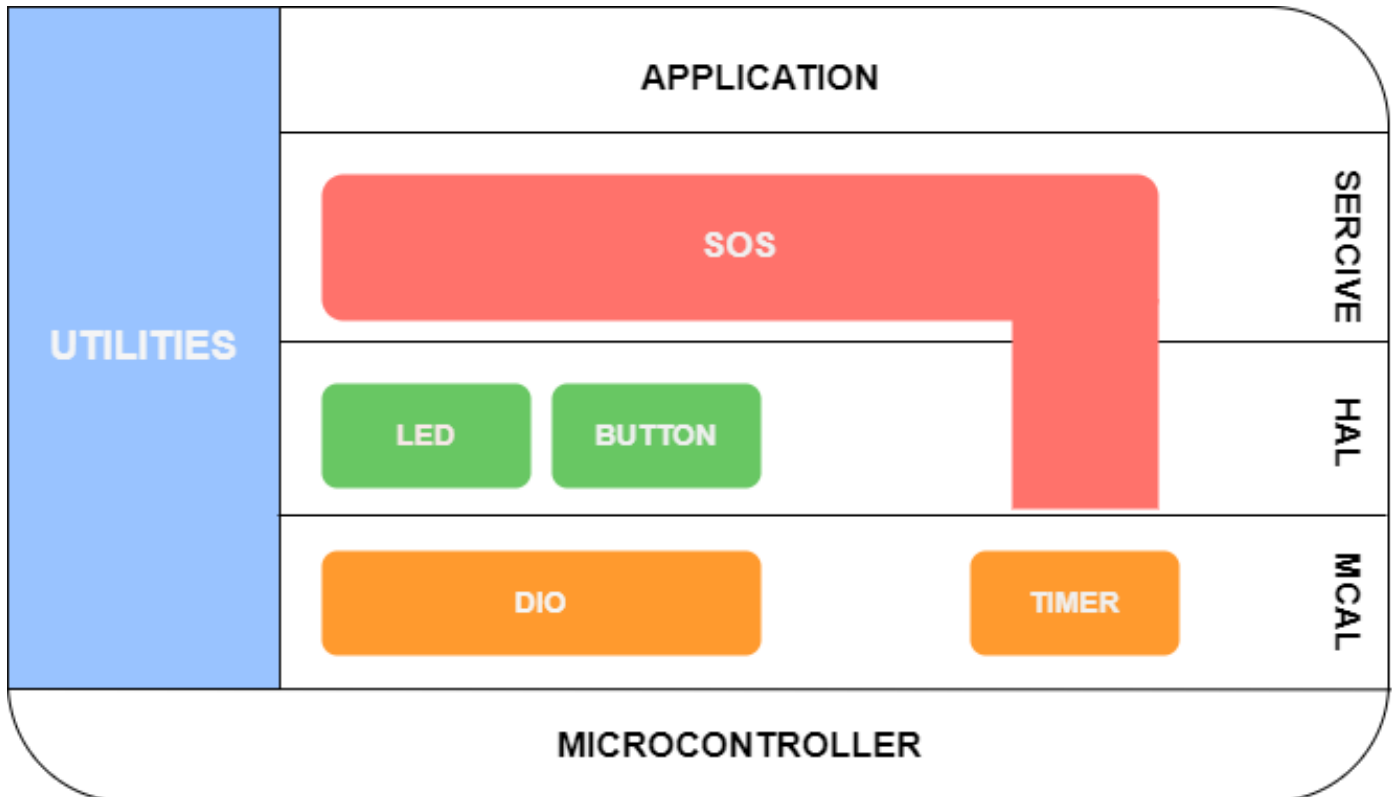 APPLICATION
UTILITIES
SOS
SERCIVE
LED
BUTTON
HAL
DIO
TIMER
MCAL
MICROCONTROLLER